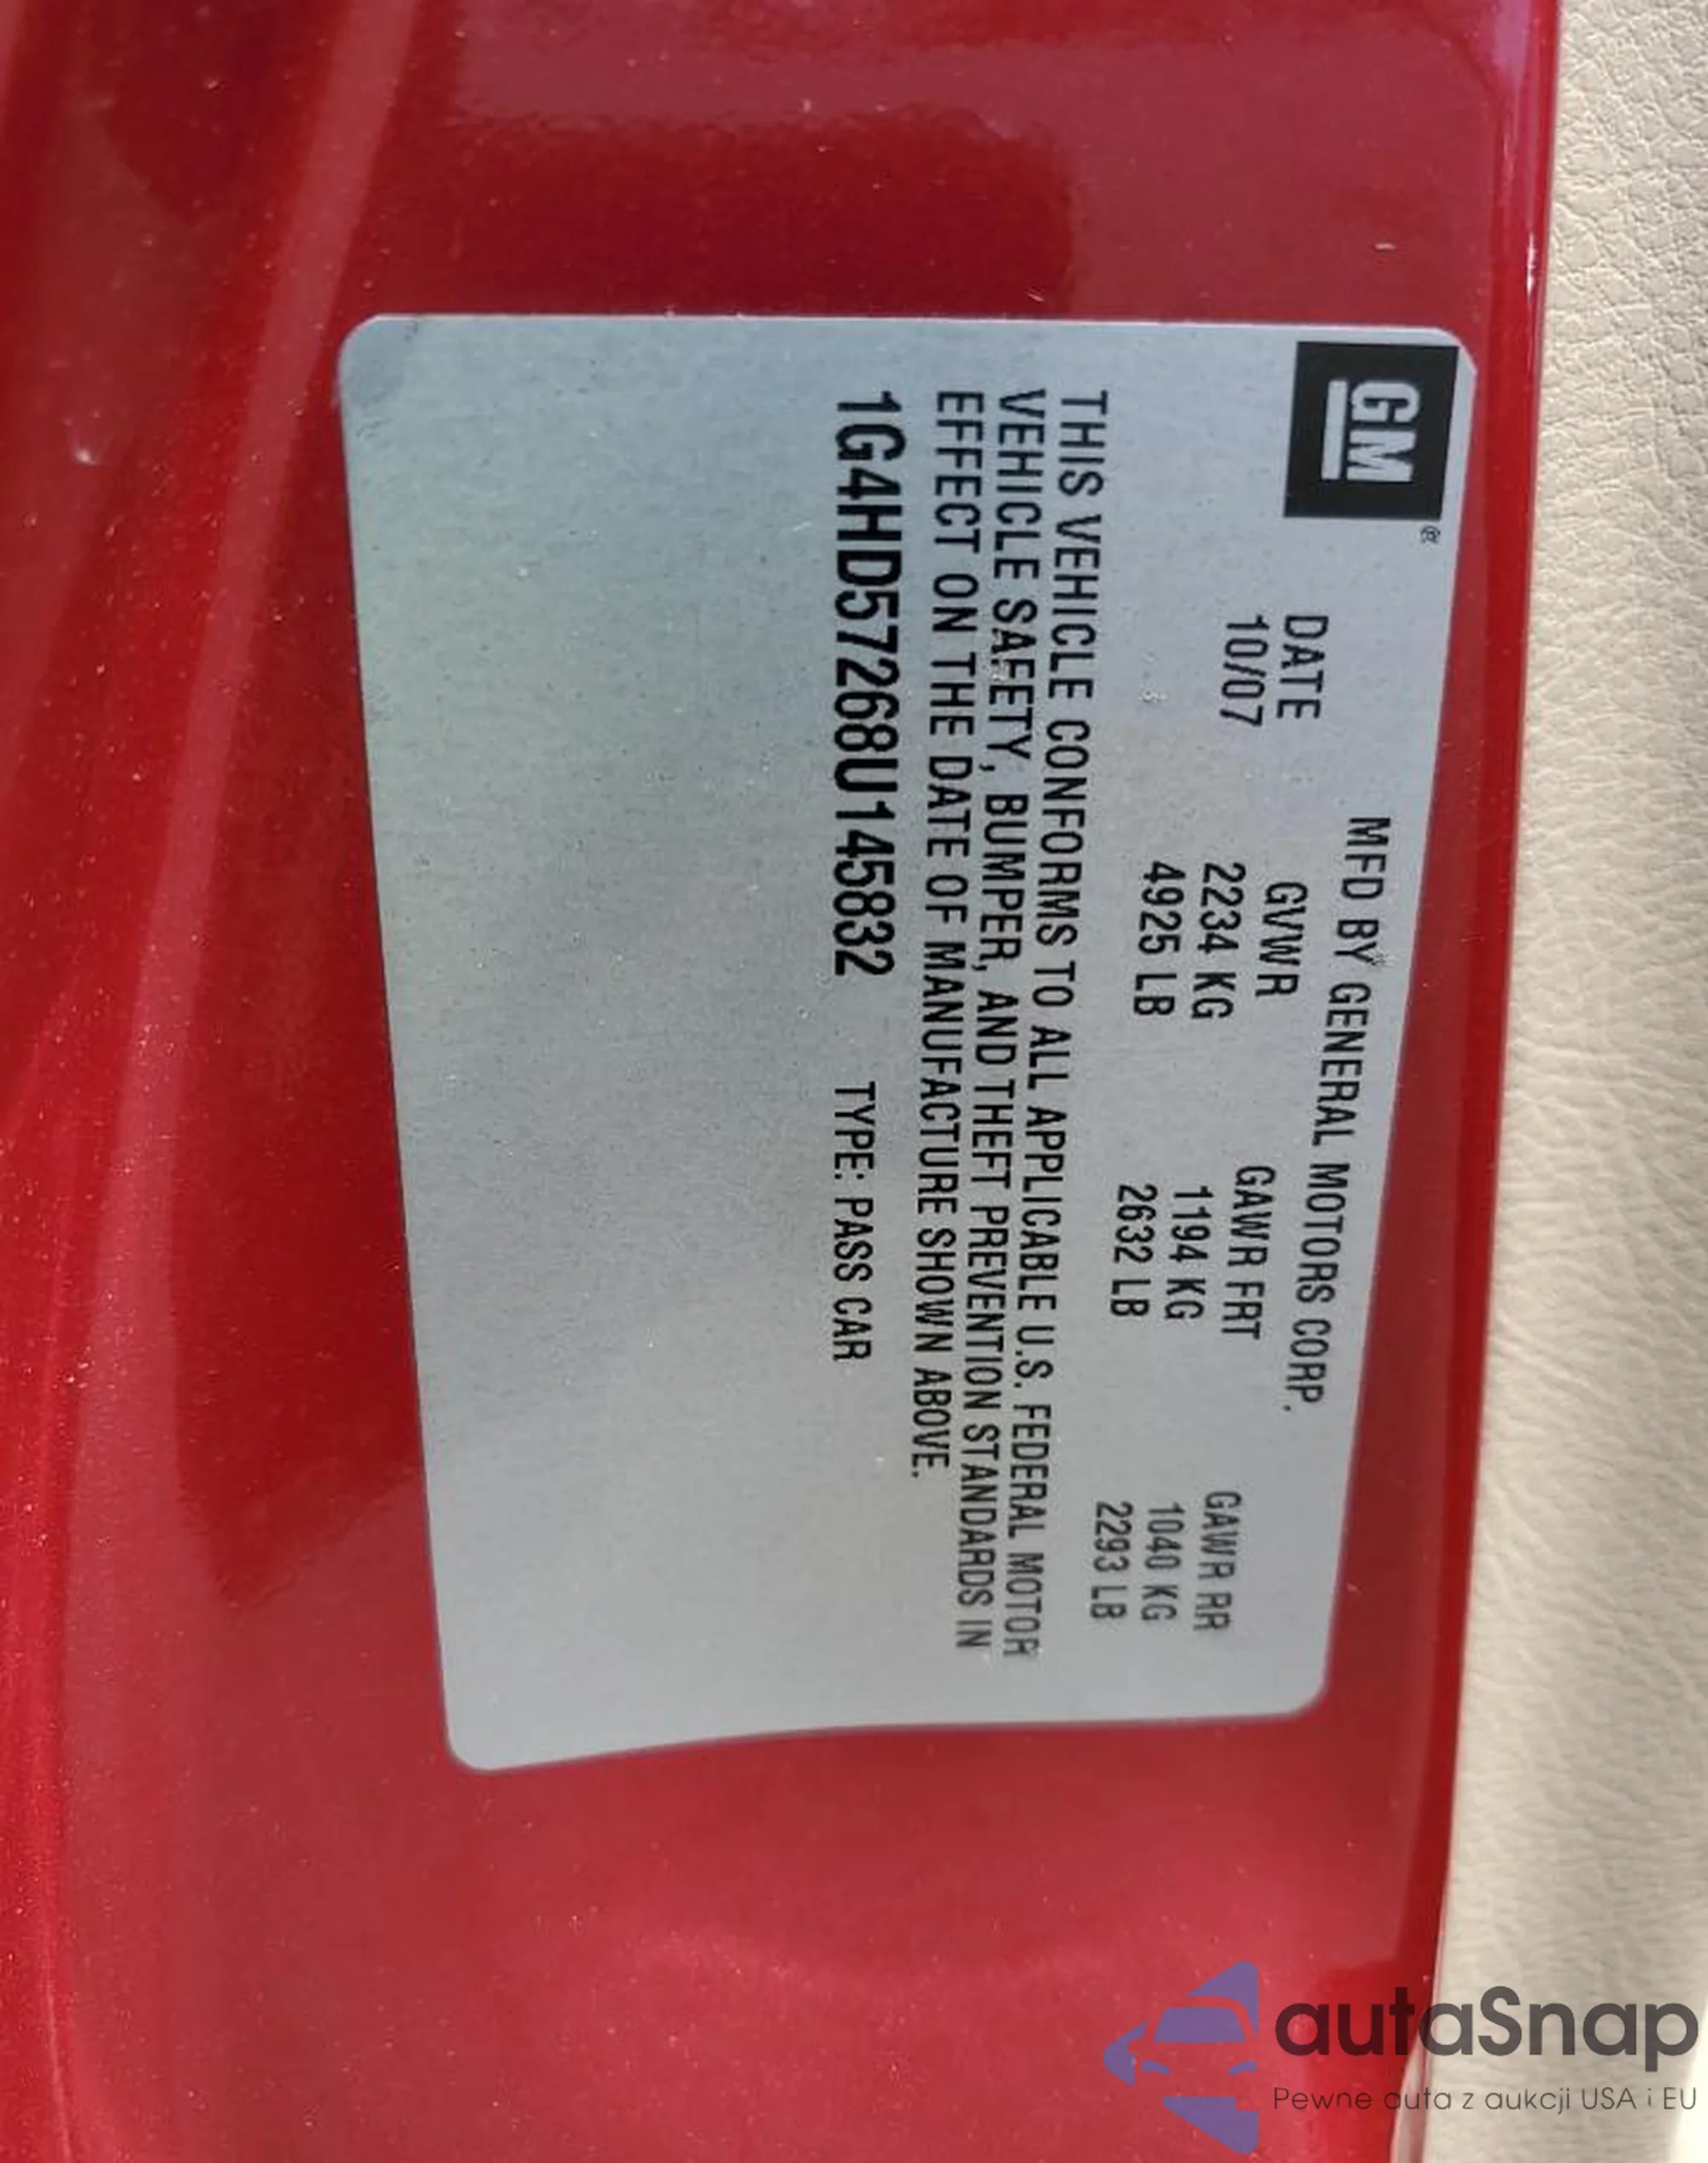 GM®
MFD BY GENERAL MOTORS CORP.
DATE GVWR GAWR FRT GAWR RR
10/07 2234 KG 1194 KG 1040 KG
4925 LB 2632 LB 2293 LB
THIS VEHICLE CONFORMS TO ALL APPLICABLE U.S. FEDERAL MOTOR
VEHICLE SAFETY, BUMPER, AND THEFT PREVENTION STANDARDS IN
EFFECT ON THE DATE OF MANUFACTURE SHOWN ABOVE.
1G4HD57268U145832 TYPE: PASS CAR
autaSnap
Pewne auta z aukcji USA i EU